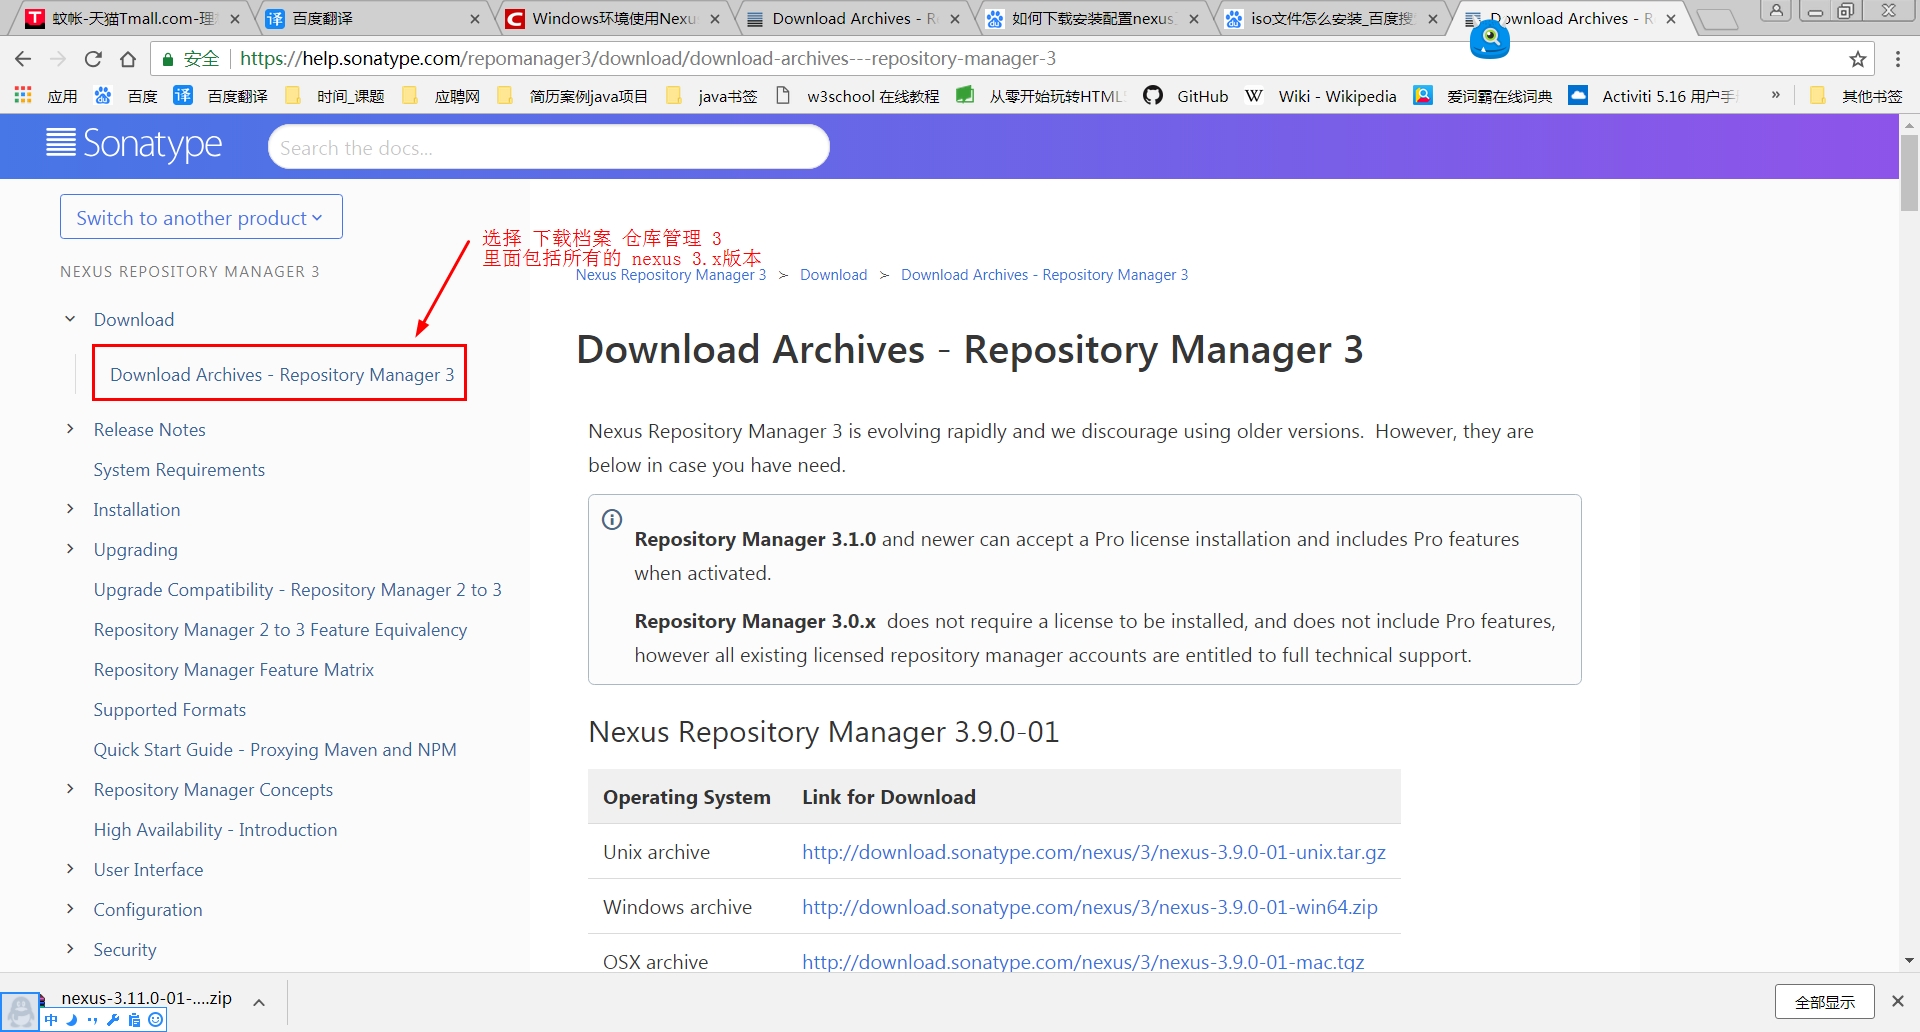 蚊帐-天猫Tmall.com-理
百度翻译
Windows环境使用Nexu
Download Archives - R
如何下载安装配置nexus
iso文件怎么安装_百度搜
Download Archives - R
安全
https://help.sonatype.com/repomanager3/download/download-archives---repository-manager-3
应用
百度
译
百度翻译
时间_课题
应聘网
简历案例java项目
java书签
w3school 在线教程
从零开始玩转HTML
GitHub
W
Wiki - Wikipedia
爱词霸在线词典
Activiti 5.16 用户手
»
其他书签
Sonatype
Search the docs...
Switch to another product
选择 下载档案 仓库管理 3
里面包括所有的 nexus 3.x版本
NEXUS REPOSITORY MANAGER 3
Nexus Repository Manager 3 > Download > Download Archives - Repository Manager 3
Download
Download Archives - Repository Manager 3
Release Notes
System Requirements
Installation
Upgrading
Upgrade Compatibility - Repository Manager 2 to 3
Repository Manager 2 to 3 Feature Equivalency
Repository Manager Feature Matrix
Supported Formats
Quick Start Guide - Proxying Maven and NPM
Repository Manager Concepts
High Availability - Introduction
User Interface
Configuration
Security
Download Archives - Repository Manager 3
Nexus Repository Manager 3 is evolving rapidly and we discourage using older versions.  However, they are
below in case you have need.
Repository Manager 3.1.0 and newer can accept a Pro license installation and includes Pro features
when activated.
Repository Manager 3.0.x  does not require a license to be installed, and does not include Pro features,
however all existing licensed repository manager accounts are entitled to full technical support.
Nexus Repository Manager 3.9.0-01
Operating System Link for Download
Unix archive http://download.sonatype.com/nexus/3/nexus-3.9.0-01-unix.tar.gz
Windows archive http://download.sonatype.com/nexus/3/nexus-3.9.0-01-win64.zip
OSX archive http://download.sonatype.com/nexus/3/nexus-3.9.0-01-mac.tgz
nexus-3.11.0-01-....zip
中
全部显示